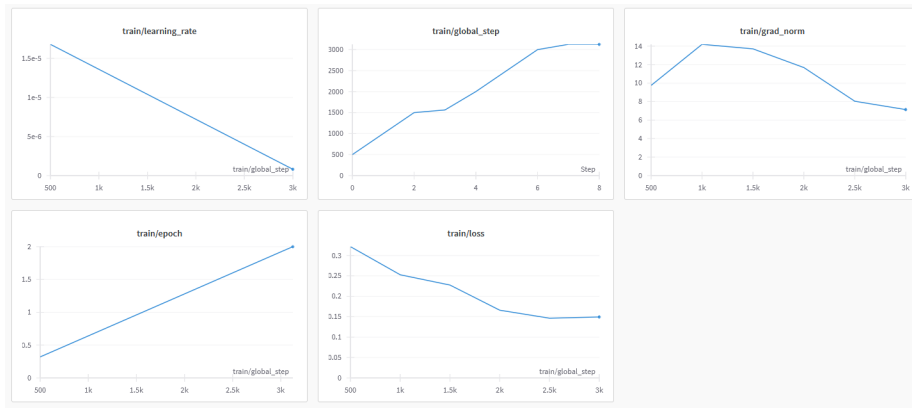 train/learning_rate
1.5e-5
1e-5
5e-6
0
train/global_step
500
1k
1.5k
2k
2.5k
3k
train/global_step
3000
2500
2000
1500
1000
500
0
Step
0
2
4
6
8
train/grad_norm
14
12
10
8
6
4
2
0
train/global_step
500
1k
1.5k
2k
2.5k
3k
train/epoch
2
1.5
1
0.5
0
train/global_step
500
1k
1.5k
2k
2.5k
3k
train/loss
0.3
0.25
0.2
0.15
0.1
0.05
0
train/global_step
500
1k
1.5k
2k
2.5k
3k